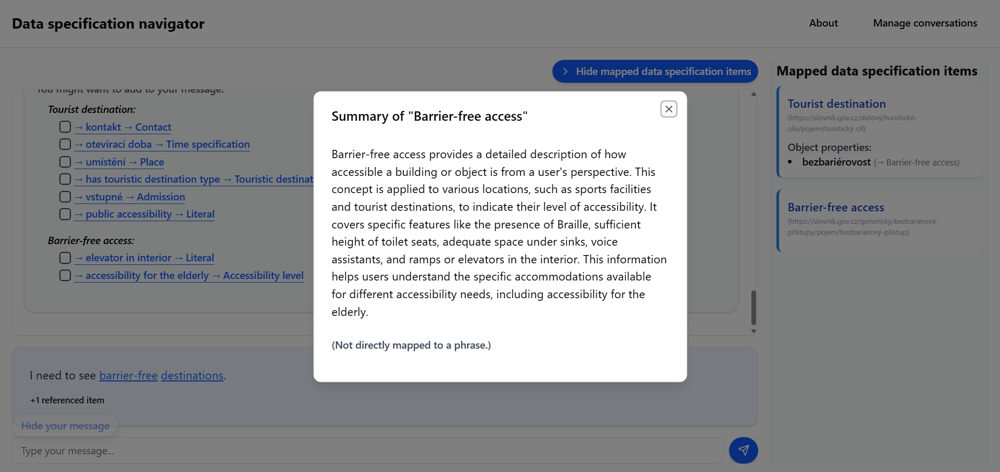 Data specification navigator
About
Manage conversations
Hide mapped data specification items
You might want to add to your message.
Tourist destination:
→ kontakt → Contact
→ otevírací doba → Time specification
→ umístění → Place
→ has touristic destination type → Touristic destinat
→ vstupné → Admission
→ public accessibility → Literal
Barrier-free access:
→ elevator in interior → Literal
→ accessibility for the elderly → Accessibility level
Summary of "Barrier-free access"
Barrier-free access provides a detailed description of how
accessible a building or object is from a user's perspective. This
concept is applied to various locations, such as sports facilities
and tourist destinations, to indicate their level of accessibility. It
covers specific features like the presence of Braille, sufficient
height of toilet seats, adequate space under sinks, voice
assistants, and ramps or elevators in the interior. This information
helps users understand the specific accommodations available
for different accessibility needs, including accessibility for the
elderly.
(Not directly mapped to a phrase.)
I need to see barrier-free destinations.
+1 referenced item
Hide your message
Type your message...
Mapped data specification items
Tourist destination
(https://slovník.gov.cz/datový/turistické-
cíle/pojem/turistický-cíl)
Object properties:
• bezbariérovost (→ Barrier-free access)
Barrier-free access
(https://slovník.gov.cz/generický/bezbariérové-
přístupy/pojem/bezbariérový-přístup)